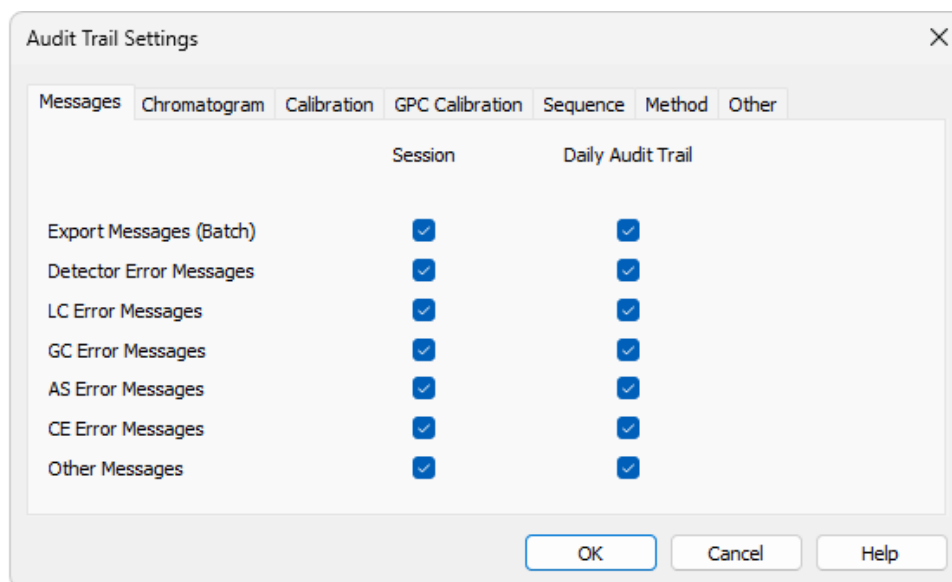 Audit Trail Settings
Messages Chromatogram Calibration GPC Calibration Sequence Method Other
Session Daily Audit Trail
Export Messages (Batch)
Detector Error Messages
LC Error Messages
GC Error Messages
AS Error Messages
CE Error Messages
Other Messages
OK Cancel Help